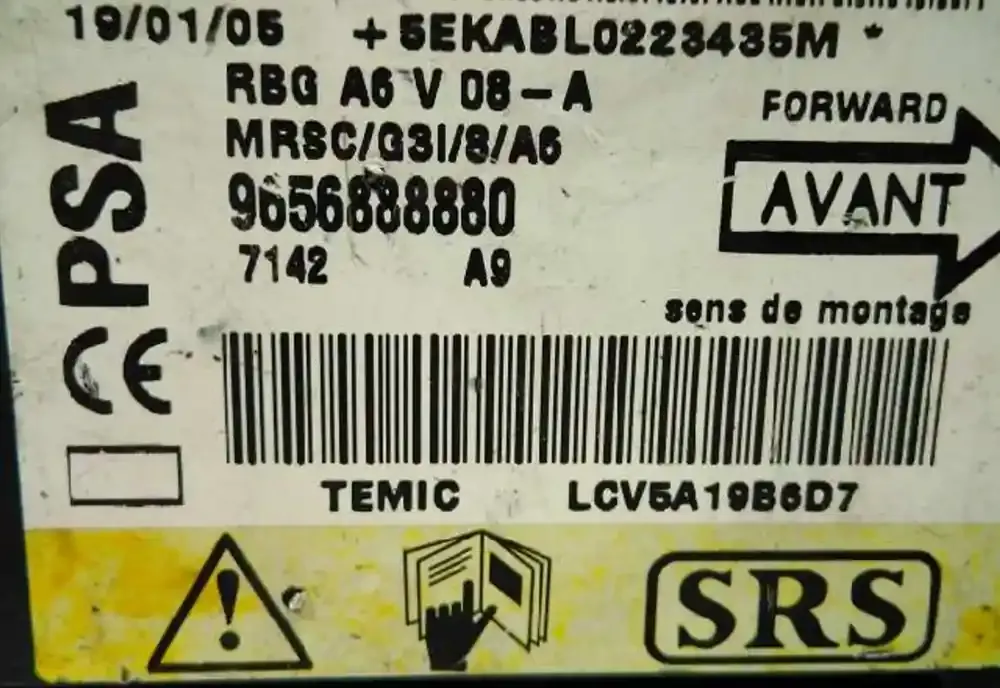 19/01/05 +5EKABL0223435M *
RBG A6 V 08-A
MRSC/G3I/8/A6
9656888880
7142 A9
PSA
CE
FORWARD
AVANT
sens de montage
TEMIC LCV5A19B6D7
SRS